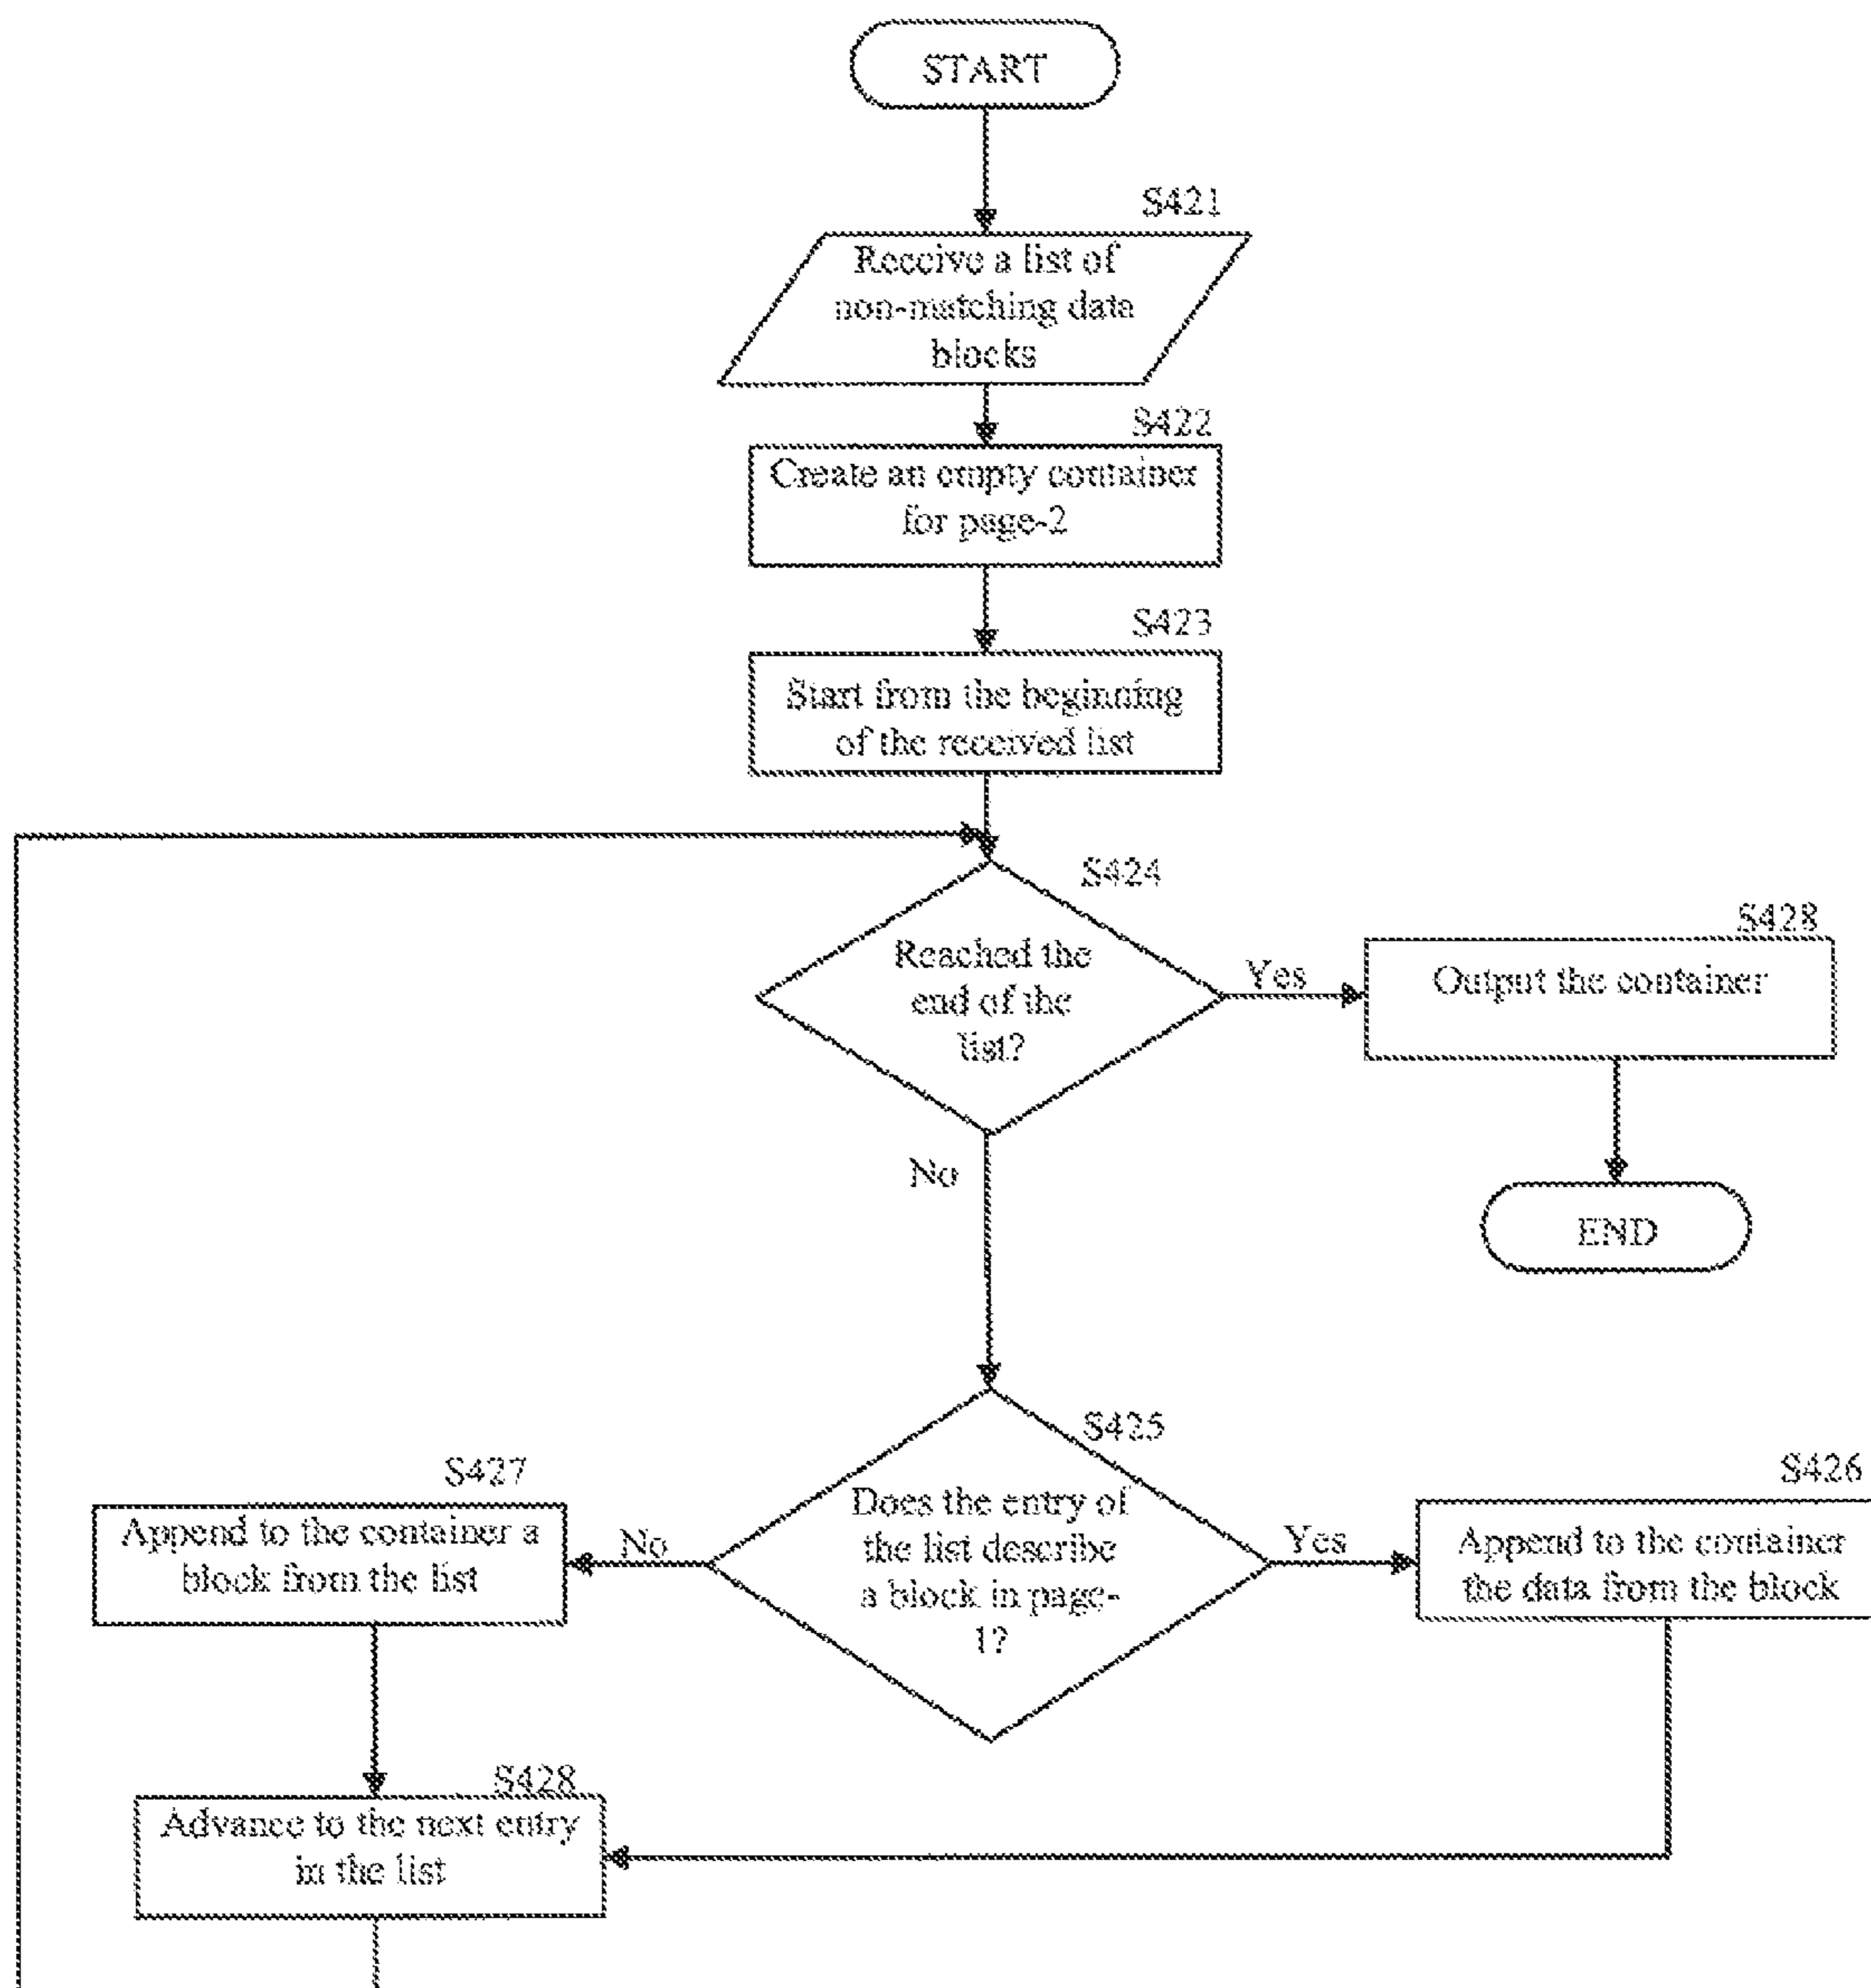 START
S421
Receive a list of
non-matching data
blocks
S422
Create an empty container
for page-2
S423
Start from the beginning
of the received list
S424
Reached the
end of the
list?
Yes
S428
Output the container
No
END
S425
Does the entry of
the list describe
a block in page-
1?
S427
Append to the container a
block from the list
No
Yes
S426
Append to the container
the data from the block
S428
Advance to the next entry
in the list